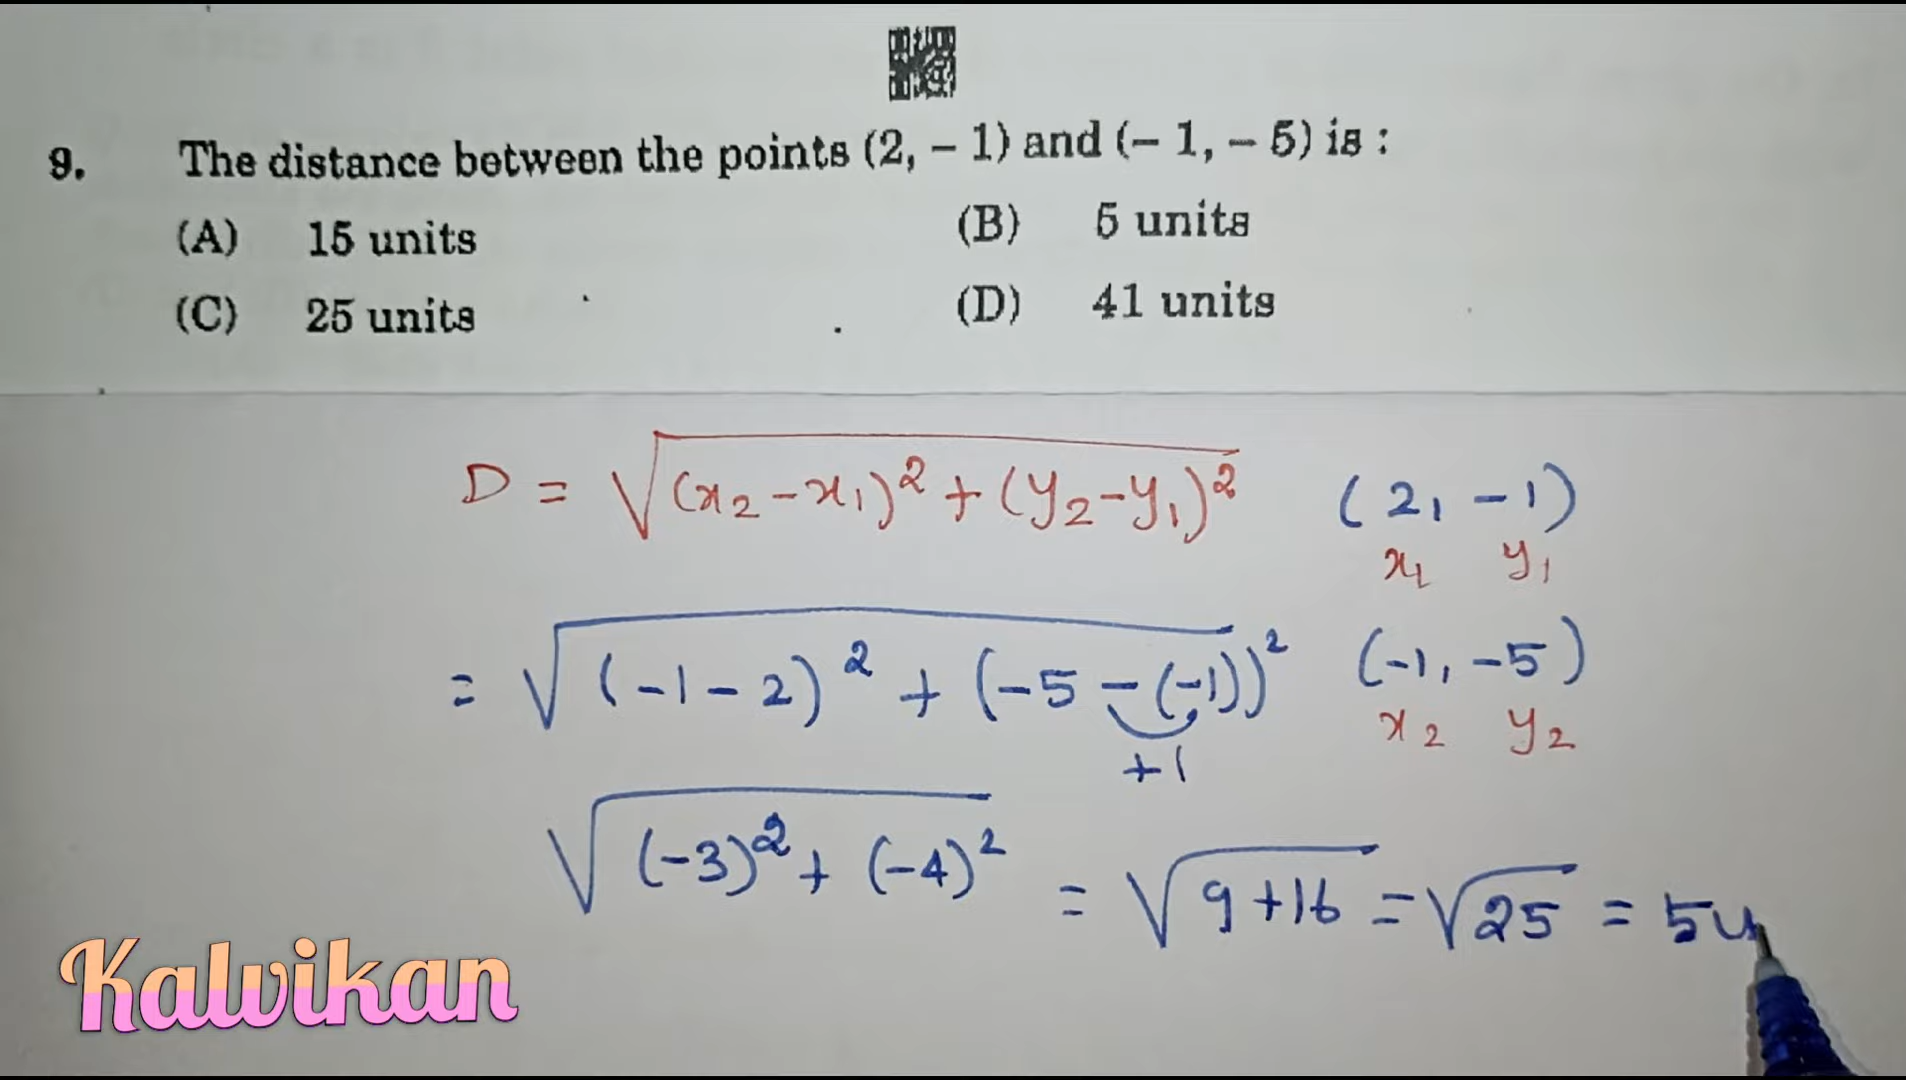 9. The distance between the points (2, – 1) and (– 1, – 5) is :
(A) 15 units (B) 5 units
(C) 25 units (D) 41 units
D = √(x₂-x₁)² + (y₂-y₁)² (2, -1)
x₁ y₁
= √(-1-2)² + (-5-(-1))² (-1, -5)
+1 x₂ y₂
√(-3)² + (-4)² = √9+16 = √25 = 5u
Kalvikan